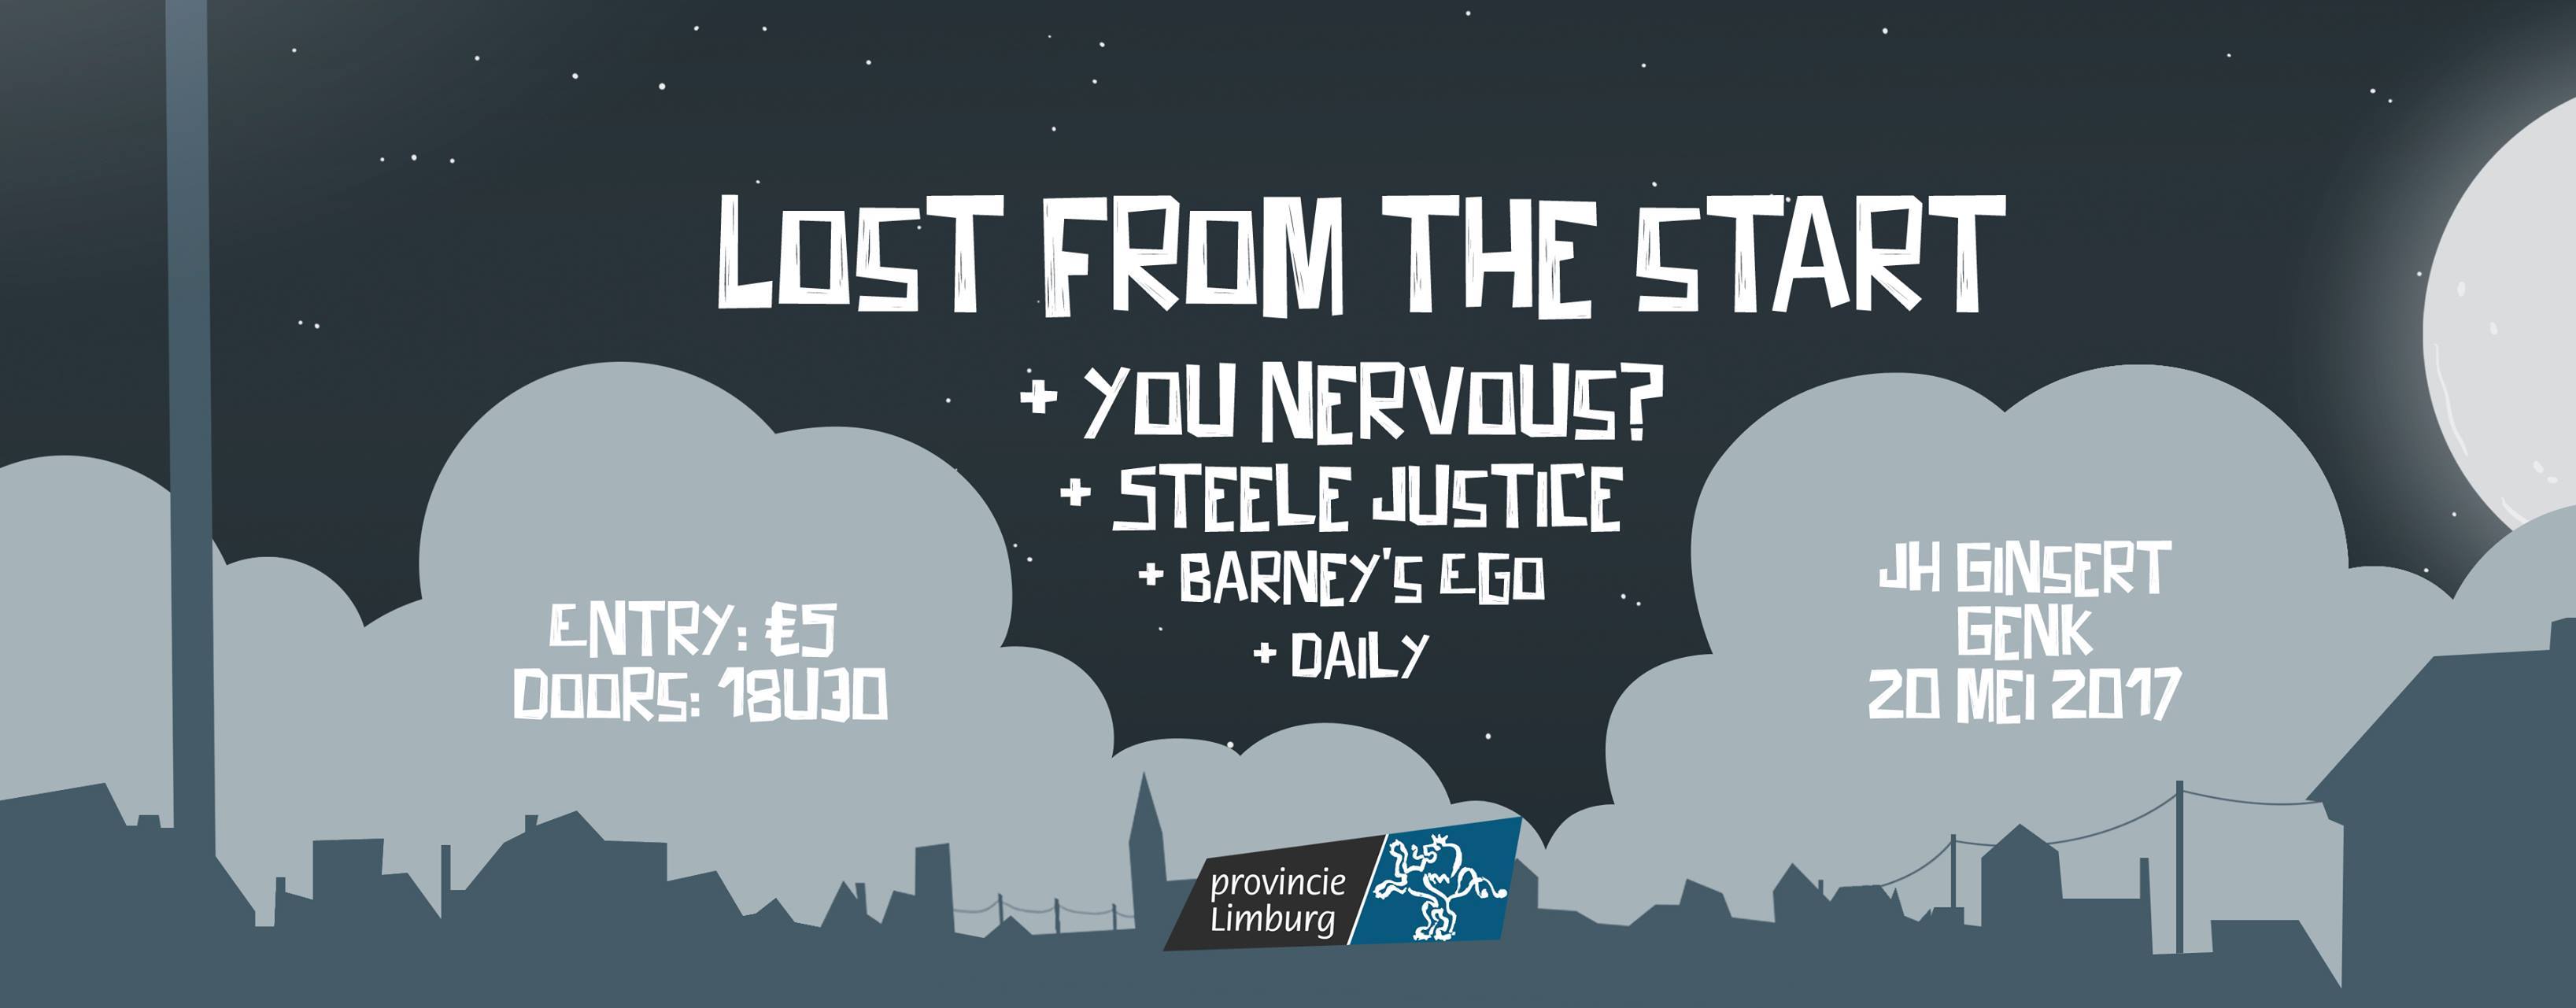 LOST FROM THE START
+ YOU NERVOUS?
+ STEELE JUSTICE
+ BARNEY'S EGO
+ DAILY
ENTRY: €5
DOORS: 18U30
JH GINSERT
GENK
20 MEI 2017
provincie
Limburg